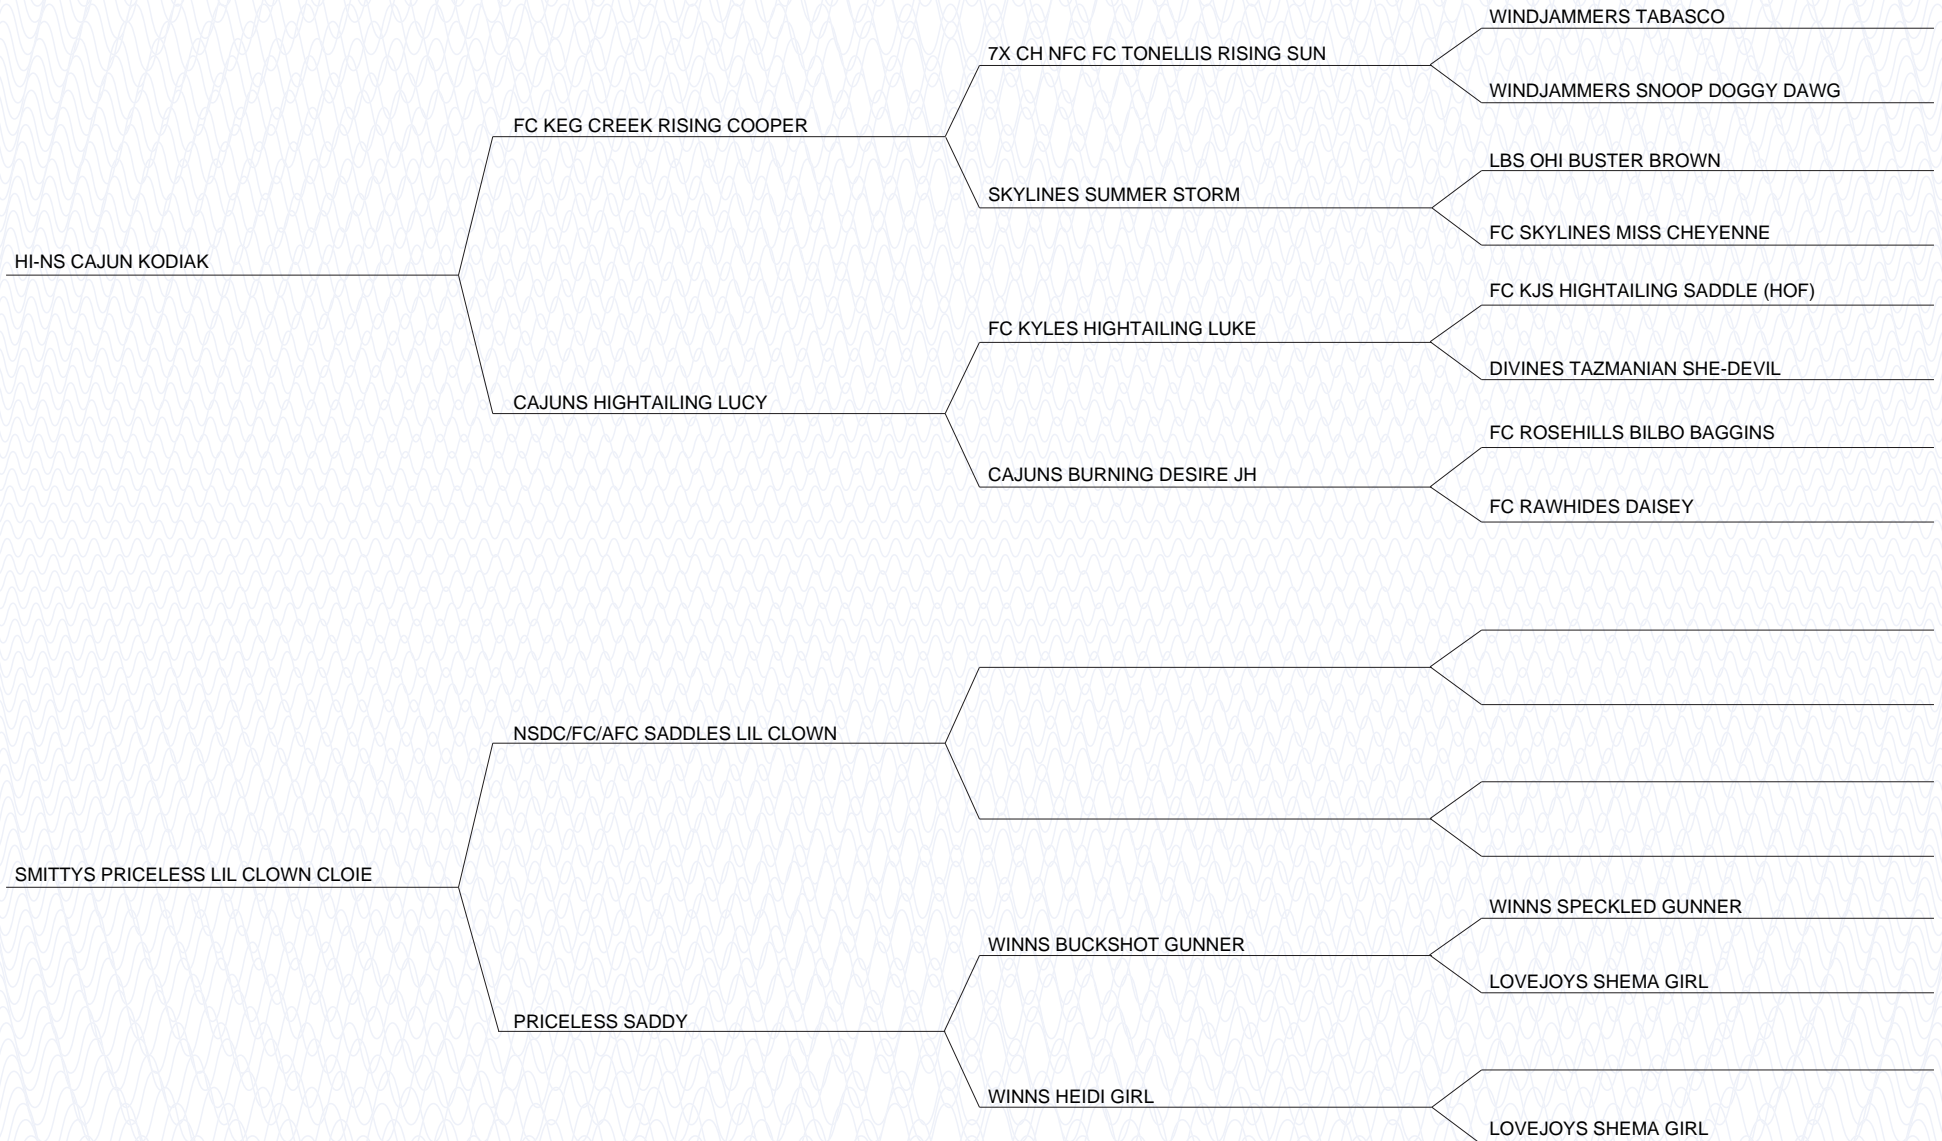 WINDJAMMERS TABASCO
7X CH NFC FC TONELLIS RISING SUN
WINDJAMMERS SNOOP DOGGY DAWG
FC KEG CREEK RISING COOPER
LBS OHI BUSTER BROWN
SKYLINES SUMMER STORM
FC SKYLINES MISS CHEYENNE
HI-NS CAJUN KODIAK
FC KJS HIGHTAILING SADDLE (HOF)
FC KYLES HIGHTAILING LUKE
DIVINES TAZMANIAN SHE-DEVIL
CAJUNS HIGHTAILING LUCY
FC ROSEHILLS BILBO BAGGINS
CAJUNS BURNING DESIRE JH
FC RAWHIDES DAISEY
NSDC/FC/AFC SADDLES LIL CLOWN
SMITTYS PRICELESS LIL CLOWN CLOIE
WINNS SPECKLED GUNNER
WINNS BUCKSHOT GUNNER
LOVEJOYS SHEMA GIRL
PRICELESS SADDY
WINNS HEIDI GIRL
LOVEJOYS SHEMA GIRL